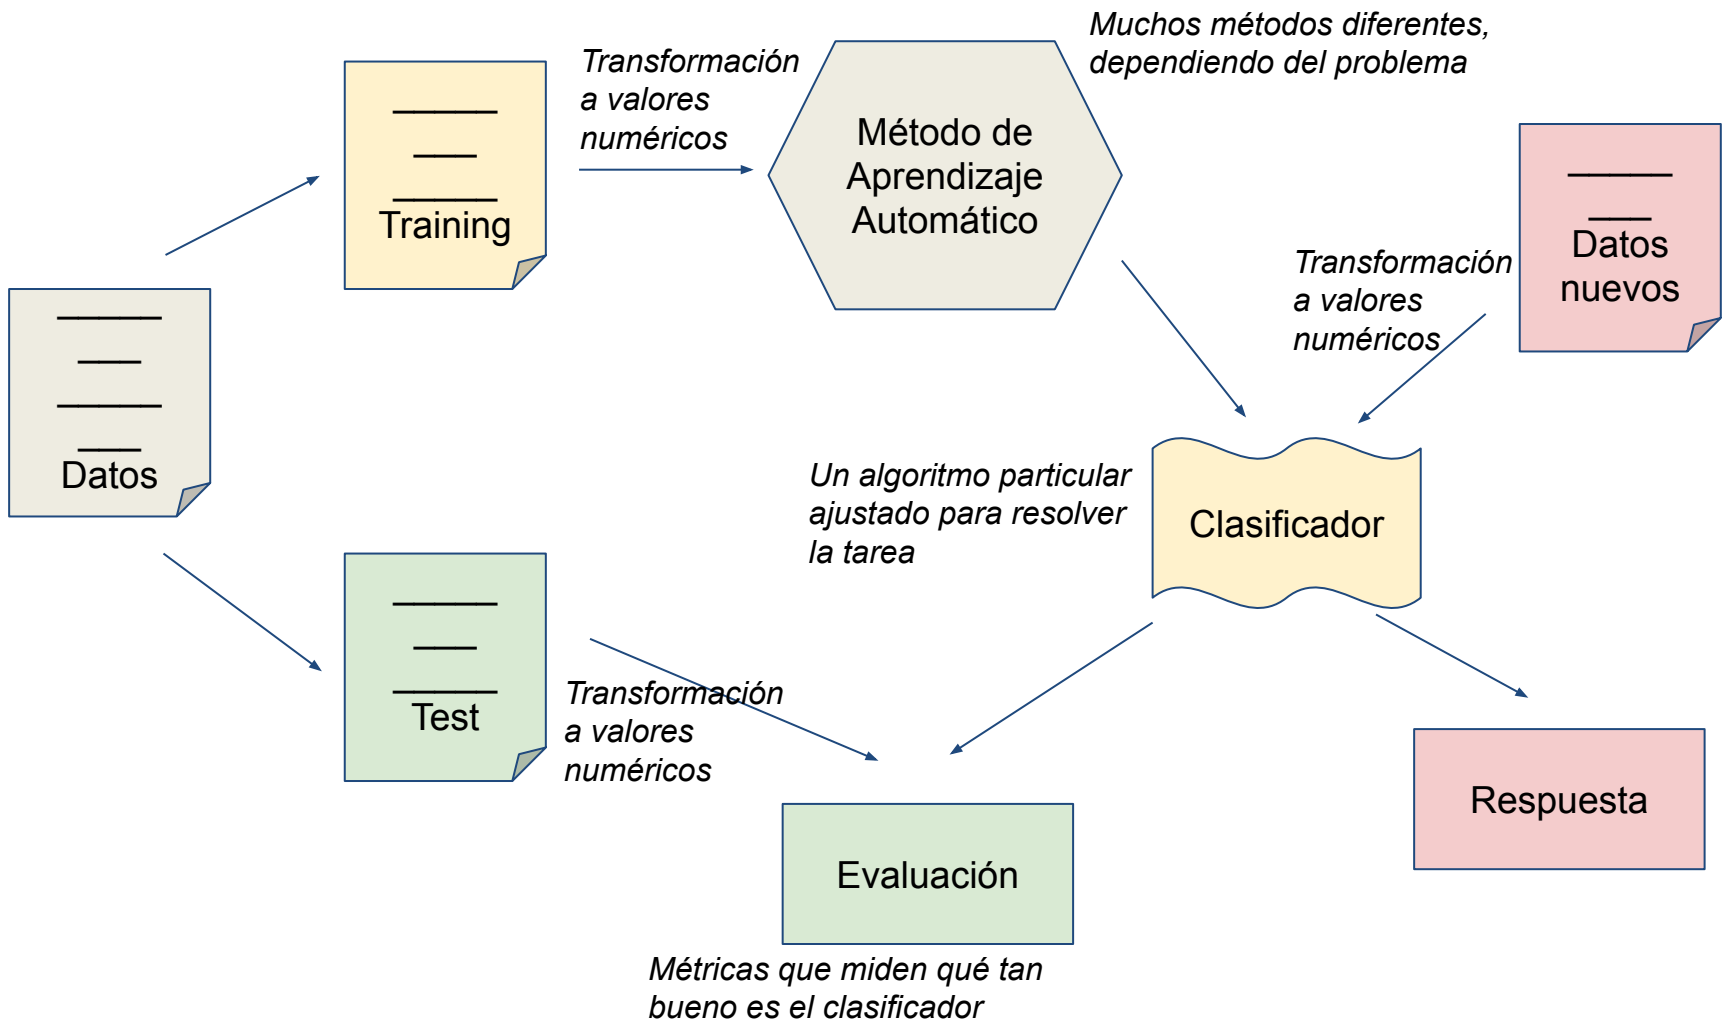 Muchos métodos diferentes,
dependiendo del problema
Transformación
a valores
numéricos
Training
Método de
Aprendizaje
Automático
Datos
nuevos
Transformación
a valores
numéricos
Datos
Un algoritmo particular
ajustado para resolver
la tarea
Clasificador
Test
Transformación
a valores
numéricos
Respuesta
Evaluación
Métricas que miden qué tan
bueno es el clasificador